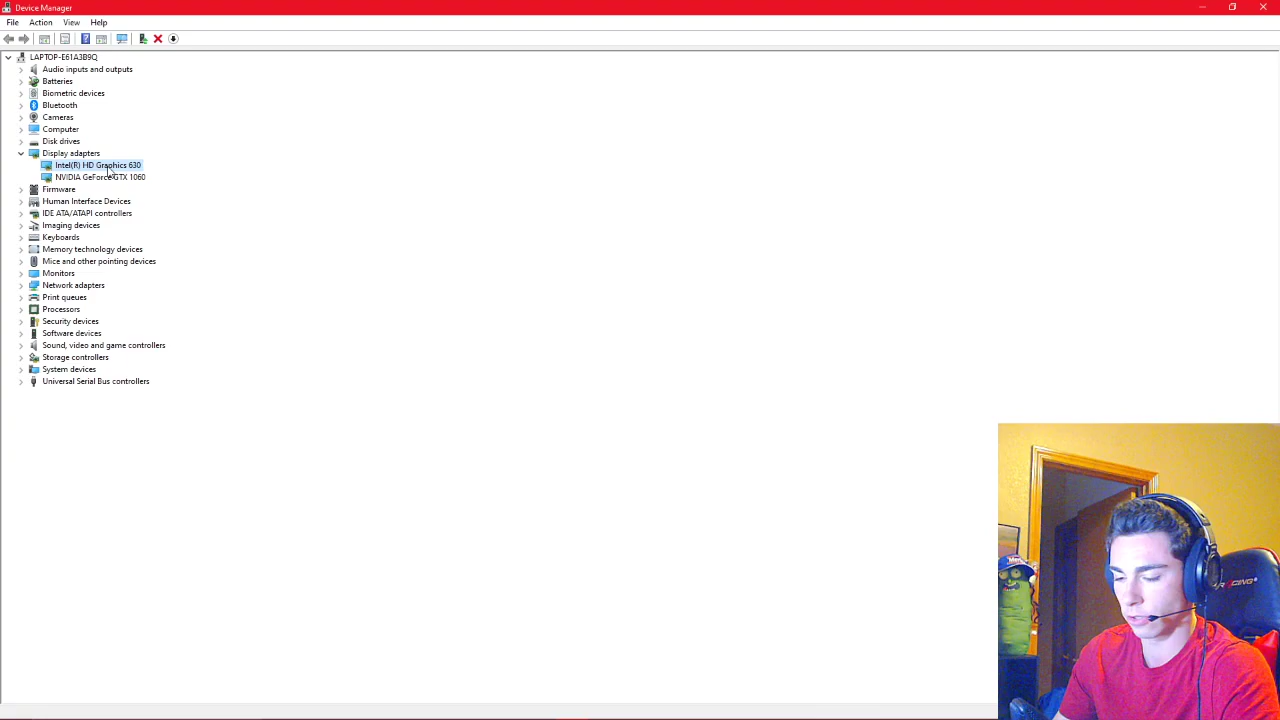 Device Manager
File Action View Help
LAPTOP-E61A3B9Q
Audio inputs and outputs
Batteries
Biometric devices
Bluetooth
Cameras
Computer
Disk drives
Display adapters
Intel(R) HD Graphics 630
NVIDIA GeForce GTX 1060
Firmware
Human Interface Devices
IDE ATA/ATAPI controllers
Imaging devices
Keyboards
Memory technology devices
Mice and other pointing devices
Monitors
Network adapters
Print queues
Processors
Security devices
Software devices
Sound, video and game controllers
Storage controllers
System devices
Universal Serial Bus controllers